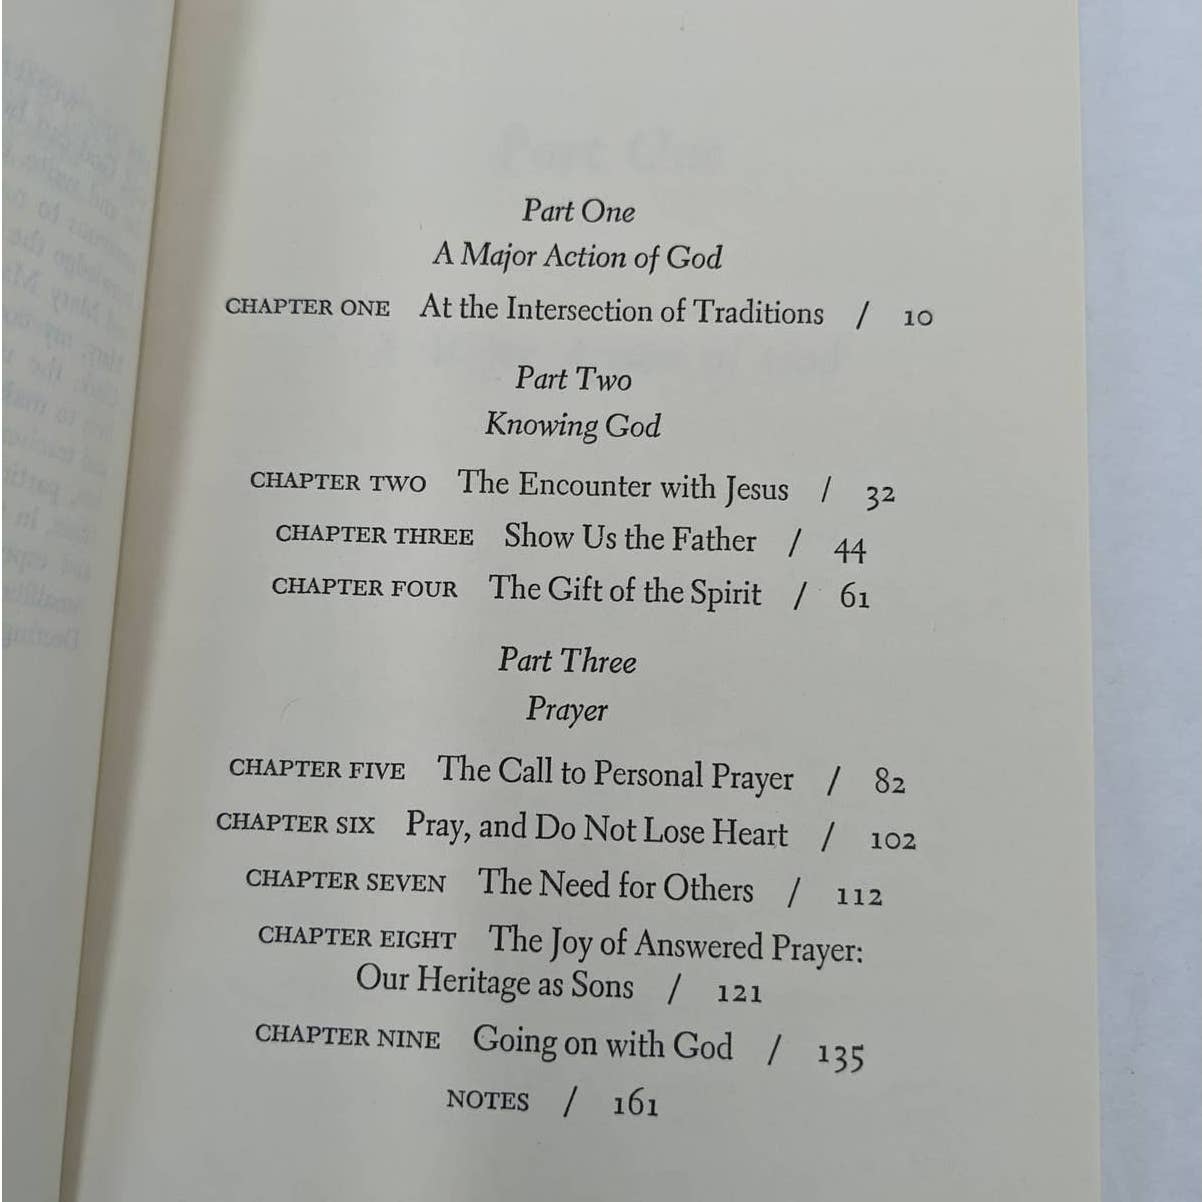 Part One
A Major Action of God
CHAPTER ONE At the Intersection of Traditions / 10
Part Two
Knowing God
CHAPTER TWO The Encounter with Jesus / 32
CHAPTER THREE Show Us the Father / 44
CHAPTER FOUR The Gift of the Spirit / 61
Part Three
Prayer
CHAPTER FIVE The Call to Personal Prayer / 82
CHAPTER SIX Pray, and Do Not Lose Heart / 102
CHAPTER SEVEN The Need for Others / 112
CHAPTER EIGHT The Joy of Answered Prayer:
Our Heritage as Sons / 121
CHAPTER NINE Going on with God / 135
NOTES / 161